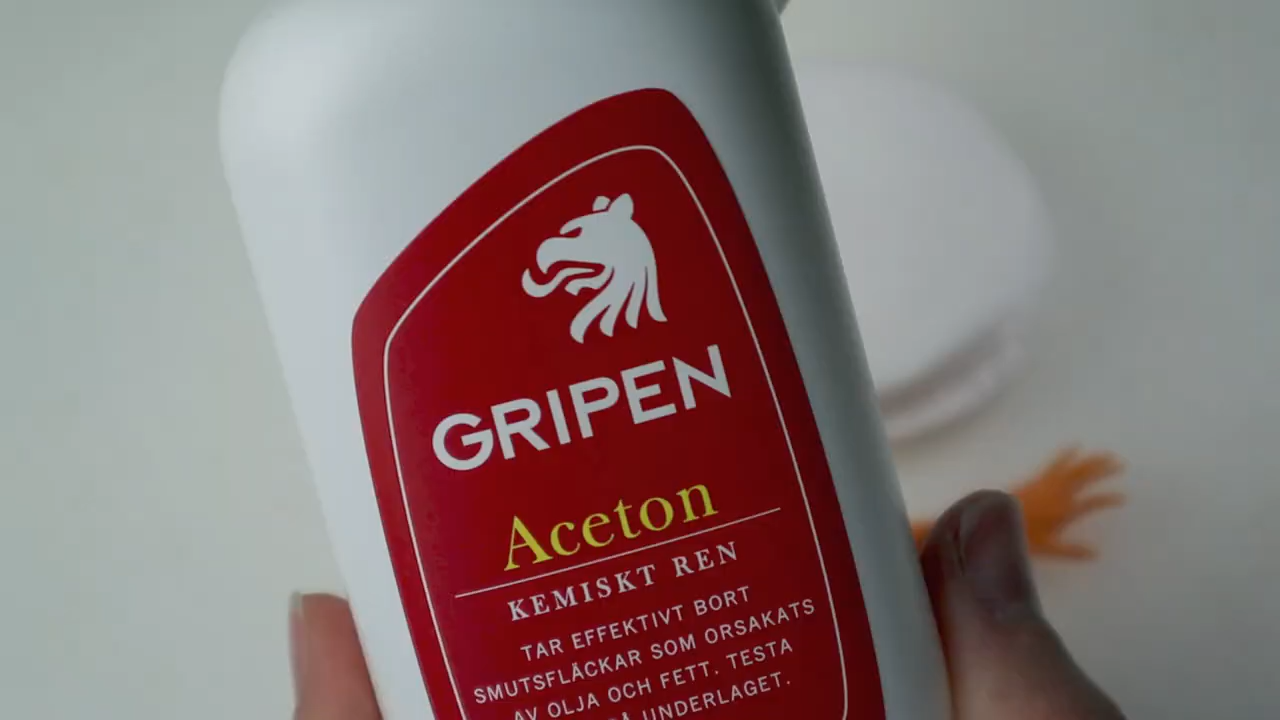 GRIPEN
Aceton
KEMISKT REN
TAR EFFEKTIVT BORT
SMUTSFLÄCKAR SOM ORSAKATS
AV OLJA OCH FETT. TESTA
UNDERLAGET.